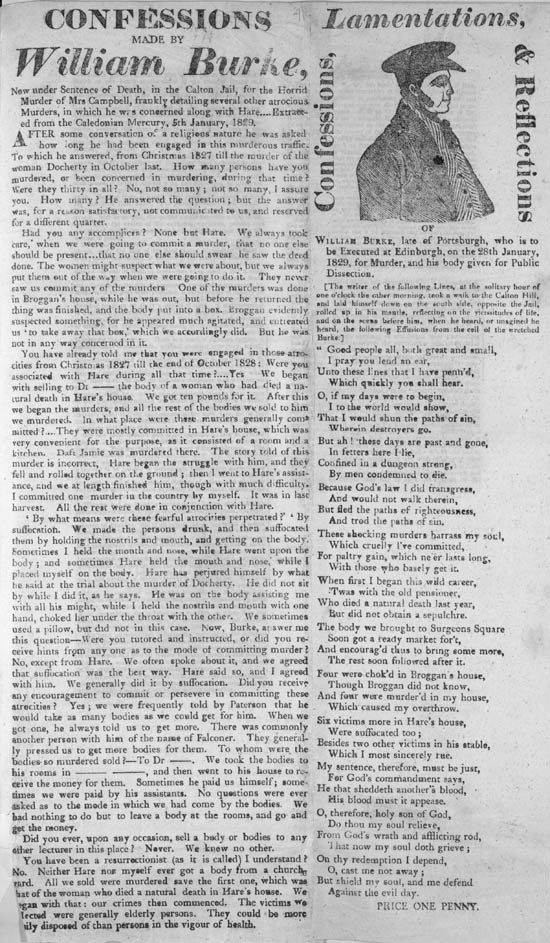 CONFESSIONS
MADE BY
William Burke,
Now under Sentence of Death, in the Calton Jail, for the Horrid
Murder of Mrs Campbell, frankly detailing several other atrocious
Murders, in which he was concerned along with Hare....Extract-
ed from the Caledonian Mercury, 5th January, 1829.
AFTER some conversation of a religious nature he was asked
how long he had been engaged in this murderous traffic.
To which he answered, from Christmas 1827 till the murder of the
woman Docherty in October last. How many persons have you
murdered, or been concerned in murdering, during that time?
Were they thirty in all? No, not so many; not so many, I assure
you. How many? He answered the question; but the answer
was, for a reason satisfactory, not communicated to us, and reserved
for a different quarter.
Had you any accomplices? None but Hare. We always took
care,' when we were going to commit a murder, that no one else
should be present...that no one else should swear he saw the deed
done. The women might suspect what we were about, but we always
put them out of the way when we were going to do it. They never
saw us commit any of the murders One of the murders was done
in Broggan's house, while he was out, but before he returned the
thing was finished, and the body put into a box. Broggan evidently
suspected something, for he appeared much agitated, and entreated
us 'to take away that box,' which we accordingly did. But he was
not in any way concerned in it.
You have already told me that you were engaged in those atro-
cities from Christmas 1827 till the end of October 1828; Were you
associated with Hare during all that time?....Yes We began
with selling to Dr —— the body of a woman who had died a na-
tural death in Hare's house. We got ten pounds for it. After this
we began the murders, and all the rest of the bodies we sold to him
we murdered. In what place were these murders generally com-
mitted?....They were mostly committed in Hare's house, which was
very convenient for the purpose, as it consisted of a room and a
kitchen. Daft Jamie was murdered there. The story told of this
murder is incorrect, Hare began the struggle with him, and they
fell and rolled together on the ground; then I went to Hare's assist-
ance, and we at length finished him, though with much difficulty.
I committed one murder in the country by myself. It was in last
harvest. All the rest were done in conjunction with Hare.
' By what means were these fearful atrocities perpetrated?' ' By
suffocation. We made the persons drunk, and then suffocated
them by holding the nostrils and mouth, and getting on the body.
Sometimes I held the mouth and nose, while Hare went upon the
body; and sometimes Hare held the mouth and nose, while I
placed myself on the body. Hare has perjured himself by what
he said at the trial about the murder of Docherty. He did not sit
by while I did it, as he says. He was on the body assisting me
with all his might, while I held the nostrils and mouth with one
hand, choked her under the throat with the other. We sometimes
used a pillow, but did not in this case. Now, Burke, answer me
this question—Were you tutored and instructed, or did you re-
ceive hints from any one as to the mode of committing murder?
No, except from Hare. We often spoke about it, and we agreed
that suffocation was the best way. Hare said so, and I agreed
with him. We generally did it by suffocation. Did you receive
any encouragement to commit or persevere in committing these
atrocities? Yes; we were frequently told by Paterson that he
would take as many bodies as we could get for him. When we
got one, he always told us to get more. There was commonly
another person with him of the name of Falconer. They general-
ly pressed us to get more bodies for them. To whom were the
bodies so murdered sold?—To Dr ——. We took the bodies to
his rooms in —— ——, and then went to his house to re-
ceive the money for them. Sometimes he paid us himself; some-
times we were paid by his assistants. No questions were ever
asked as to the mode in which we had come by the bodies. We
had nothing to do but to leave a body at the rooms, and go and
get the money.
Did you ever, upon any occasion, sell a body or bodies to any
other lecturer in this place? Never. We knew no other.
You have been a resurrectionist (as it is called) I understand?
No. Neither Hare nor myself ever got a body from a church
yard. All we sold were murdered save the first one, which was
that of the woman who died a natural death in Hare's house. We
began with that: our crimes then commenced. The victims we
selected were generally elderly persons. They could be more
easily disposed of than persons in the vigour of health.
Lamentations,
Confessions,
& Reflections
OF
WILLIAM BURKE, late of Portsburgh, who is to
be Executed at Edinburgh, on the 28th January,
1829, for Murder, and his body given for Public
Dissection.
[The writer of the following Lines, at the solitary hour of
one o'clock the other morning, took a walk to the Calton Hill,
and laid himself down on the south side, opposite the Jail,
rolled up in his mantle, reflecting on the vicissitudes of life,
and on the scene before him, when he heard, or imagined he
heard, the following Effusions from the cell of the wretched
Burke]
" Good people all, both great and small,
I pray you lend an ear,
Unto these lines that I have penn'd,
Which quickly you shall hear.
O, if my days were to begin,
I to the world would show,
That I would shun the paths of sin,
Wherein destroyers go.
But ah! these days are past and gone,
In fetters here I lie,
Confined in a dungeon strong,
By men condemned to die.
Because God's law I did transgress,
And would not walk therein,
But fled the paths of righteousness,
And trod the paths of sin.
These shocking murders harrass my soul,
Which cruelly I've committed,
For paltry gain, which ne'er lasts long,
With those who basely get it.
When first I began this wild career,
'Twas with the old pensioner,
Who died a natural death last year,
But did not obtain a sepulchre.
The body we brought to Surgeons Square
Soon got a ready market for't,
And encourag'd thus to bring some more,
The rest soon followed after it.
Four were chok'd in Broggan's house,
Though Broggan did not know,
And four were murder'd in my house,
Which caused my overthrow.
Six victims more in Hare's house,
Were suffocated too;
Besides two other victims in his stable,
Which I most sincerely rue.
My sentence, therefore, must be just,
For God's commandment says,
He that sheddeth another's blood,
His blood must it appease.
O, therefore, holy son of God,
Do thou my soul relieve,
From God's wrath and afflicting rod,
That now my soul doth grieve;
On thy redemption I depend,
O, cast me not away;
But shield my soul, and me defend
Against the evil day.
PRICE ONE PENNY.